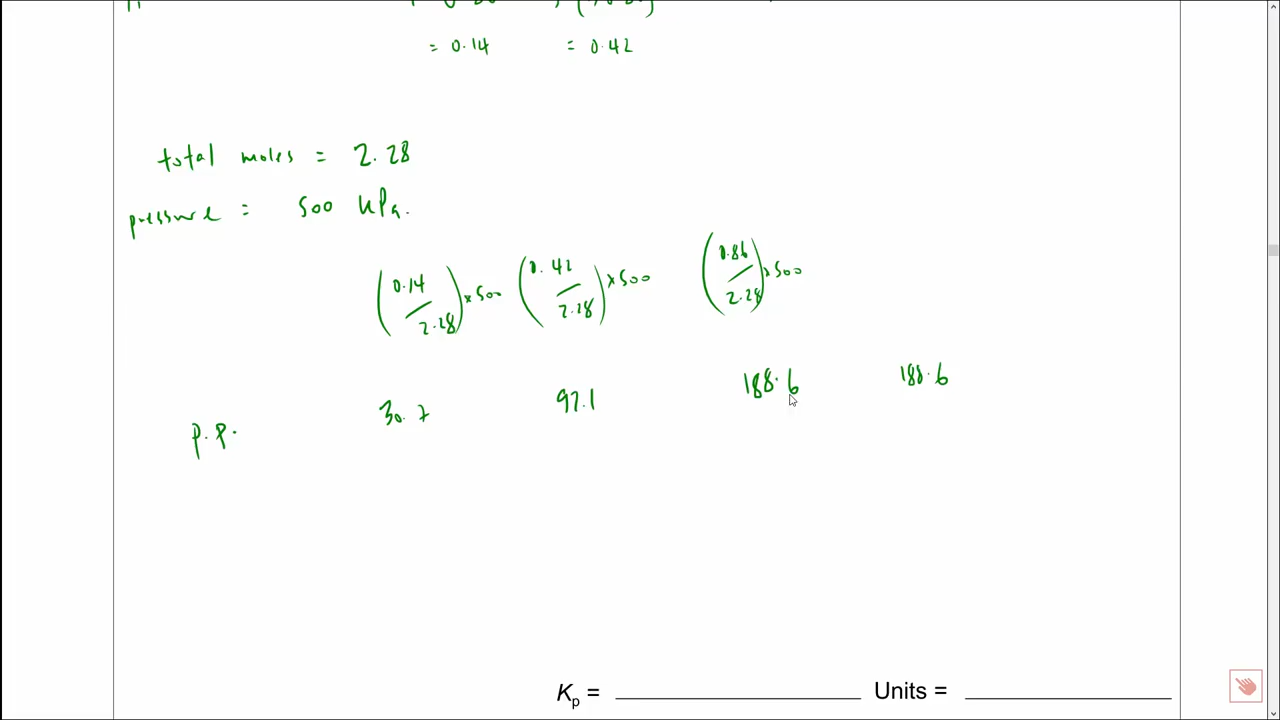 = 0.14 = 0.42
total moles = 2.28
pressure = 500 kPa.
(0.14/2.28) × 500 (0.42/2.28) × 500 (0.86/2.28) × 500
p.p. 30.7 92.1 188.6 188.6
Kp = Units =